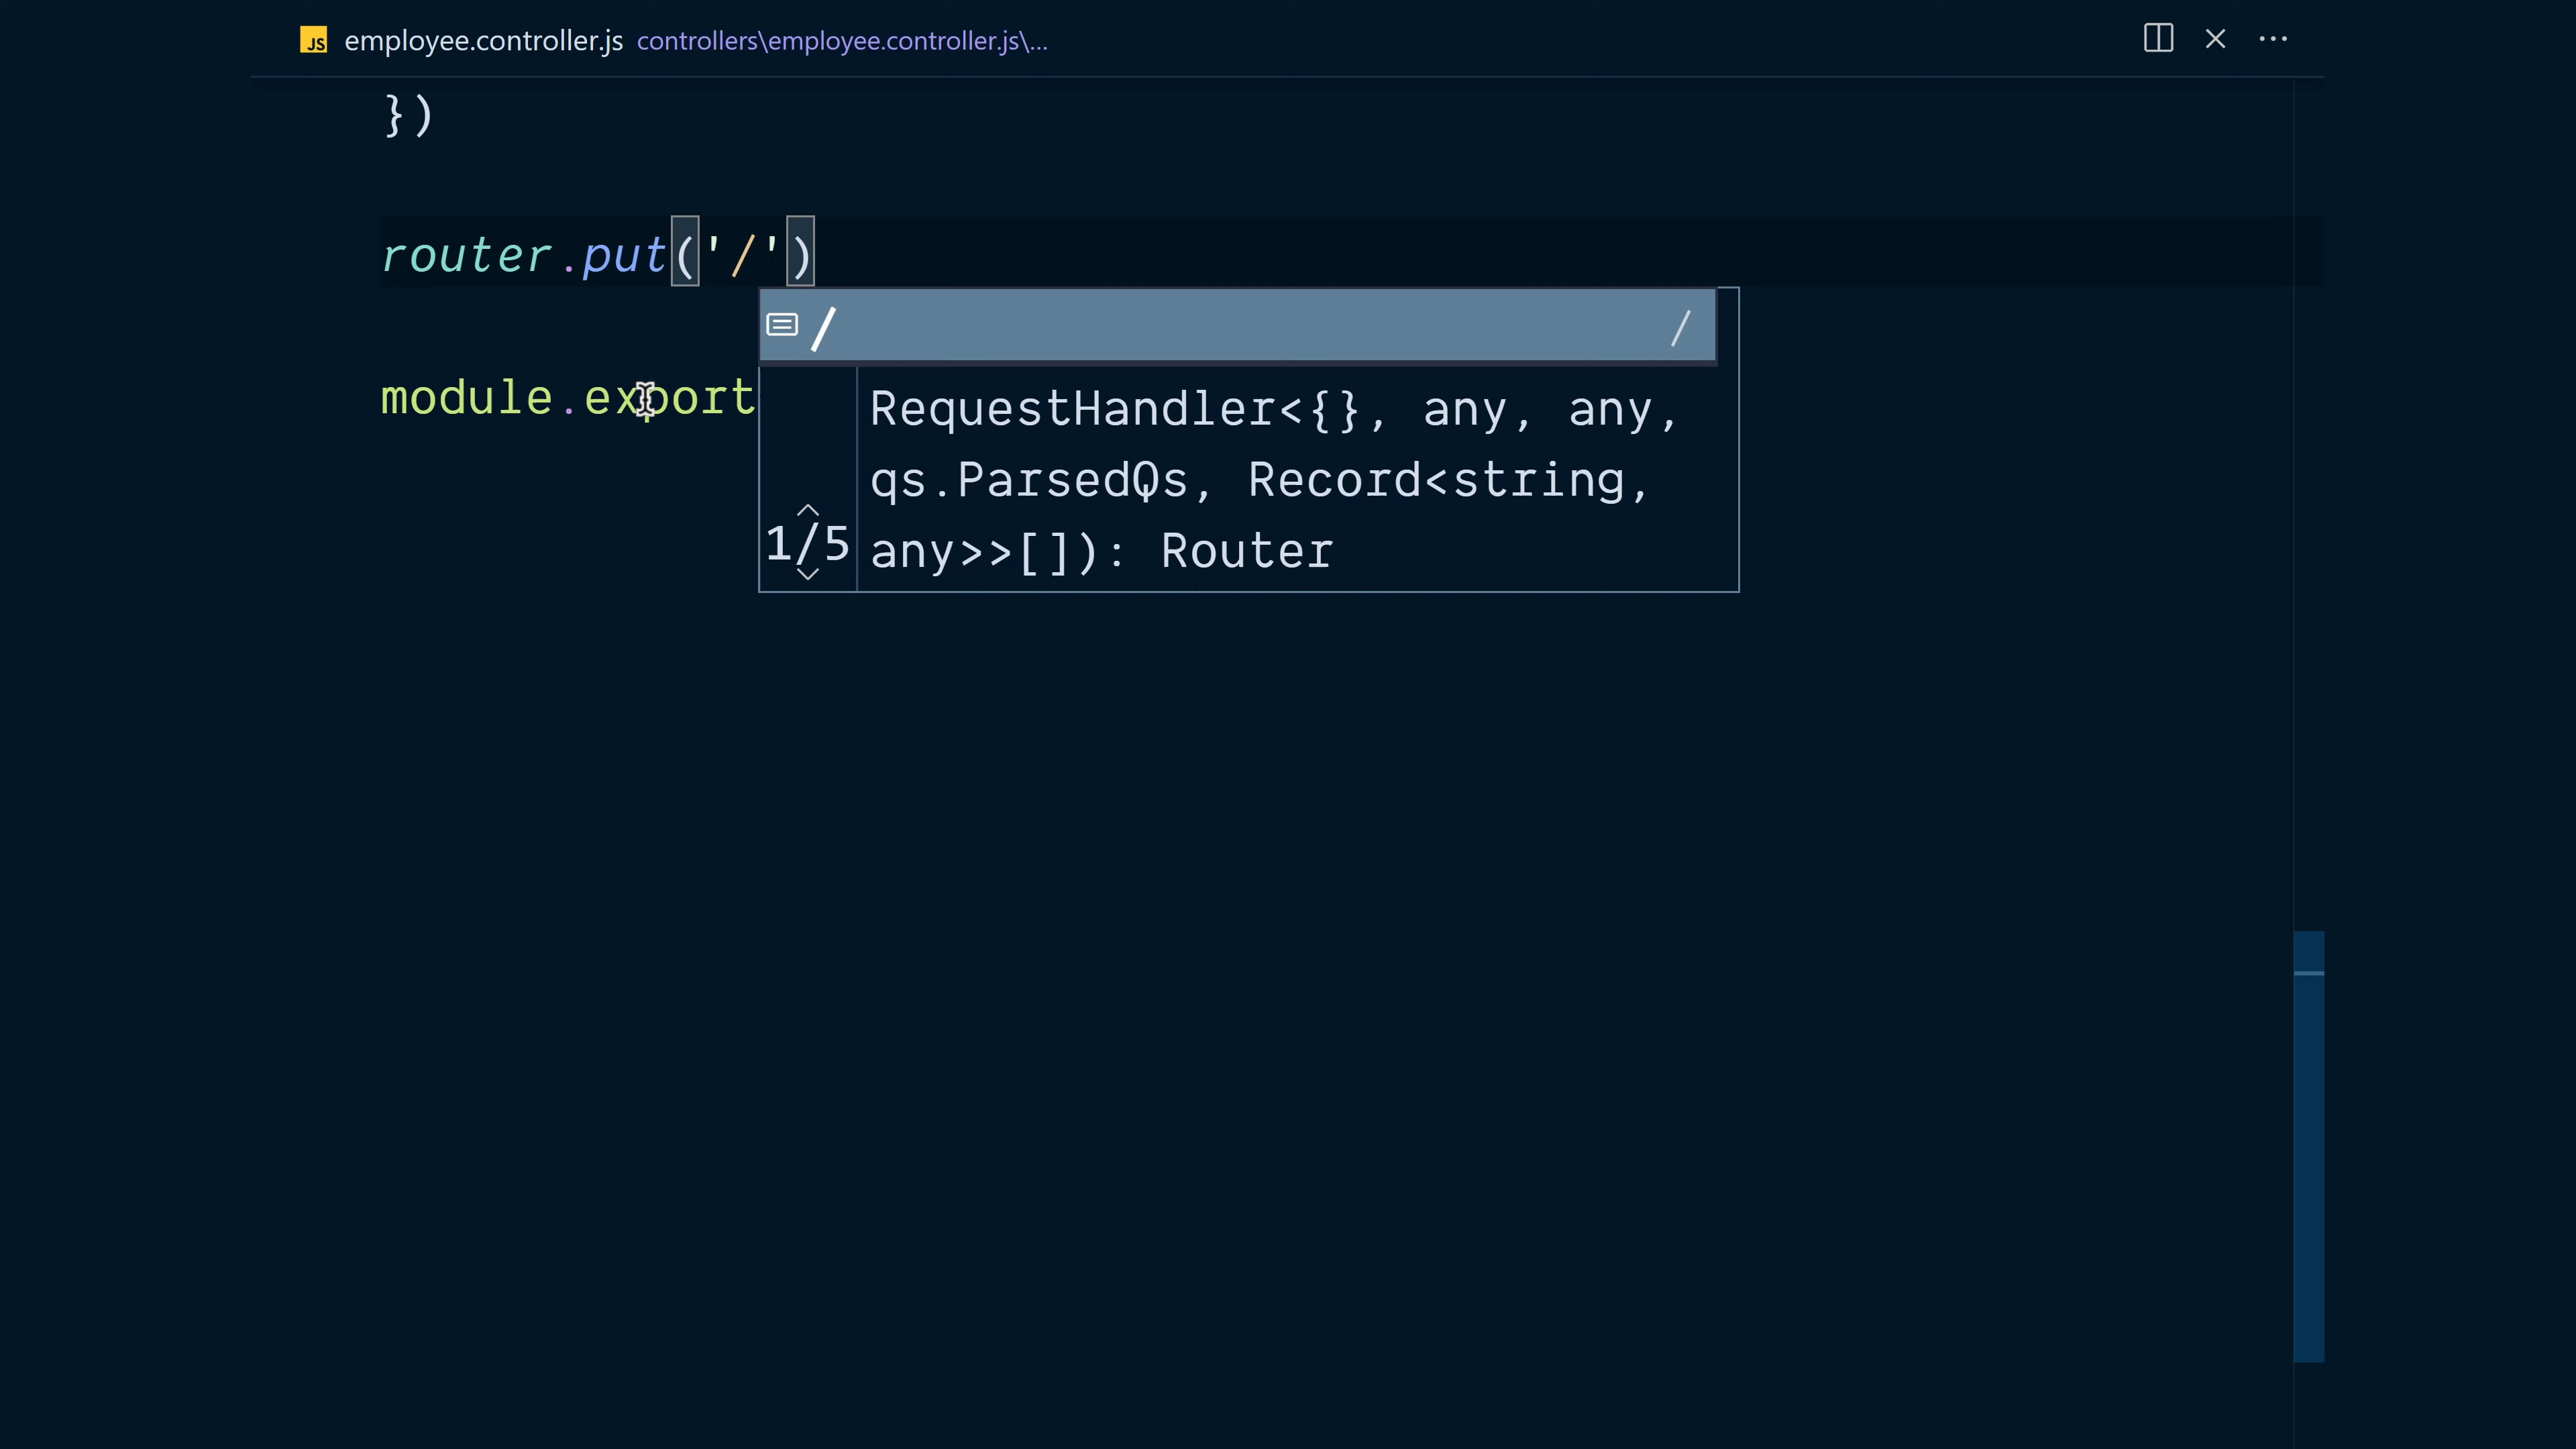 JS employee.controller.js controllers\employee.controller.js\...
})
router.put('/')
/ /
module.export
RequestHandler<{}, any, any,
qs.ParsedQs, Record<string,
1/5 any>>[]): Router